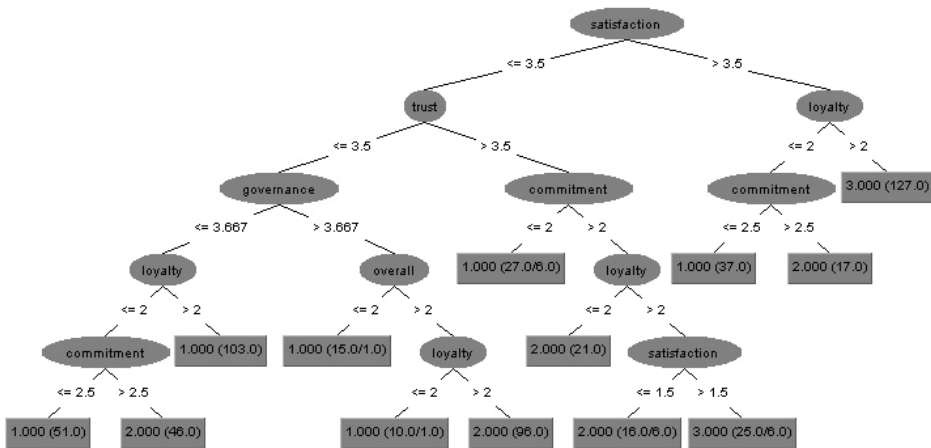 satisfaction
<= 3.5 > 3.5
trust loyalty
<= 3.5 > 3.5 <= 2 > 2
governance commitment commitment 3.000 (127.0)
<= 3.667 > 3.667 <= 2 > 2 <= 2.5 > 2.5
loyalty overall 1.000 (27.0/6.0) loyalty 1.000 (37.0) 2.000 (17.0)
<= 2 > 2 <= 2 > 2 <= 2 > 2
commitment 1.000 (103.0) 1.000 (15.0/1.0) loyalty 2.000 (21.0) satisfaction
<= 2.5 > 2.5 <= 2 > 2 <= 1.5 > 1.5
1.000 (51.0) 2.000 (46.0) 1.000 (10.0/1.0) 2.000 (96.0) 2.000 (16.0/6.0) 3.000 (25.0/6.0)